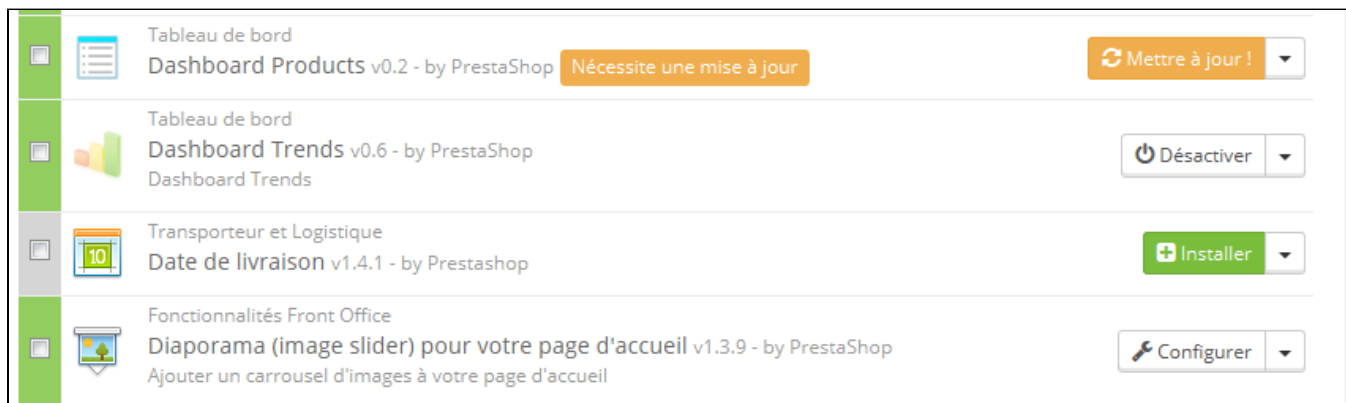 Tableau de bord
Dashboard Products v0.2 - by PrestaShop Nécessite une mise à jour Mettre à jour !
Tableau de bord
Dashboard Trends v0.6 - by PrestaShop Désactiver
Dashboard Trends
Transporteur et Logistique
10 Date de livraison v1.4.1 - by Prestashop Installer
Fonctionnalités Front Office
Diaporama (image slider) pour votre page d'accueil v1.3.9 - by PrestaShop Configurer
Ajouter un carrousel d'images à votre page d'accueil